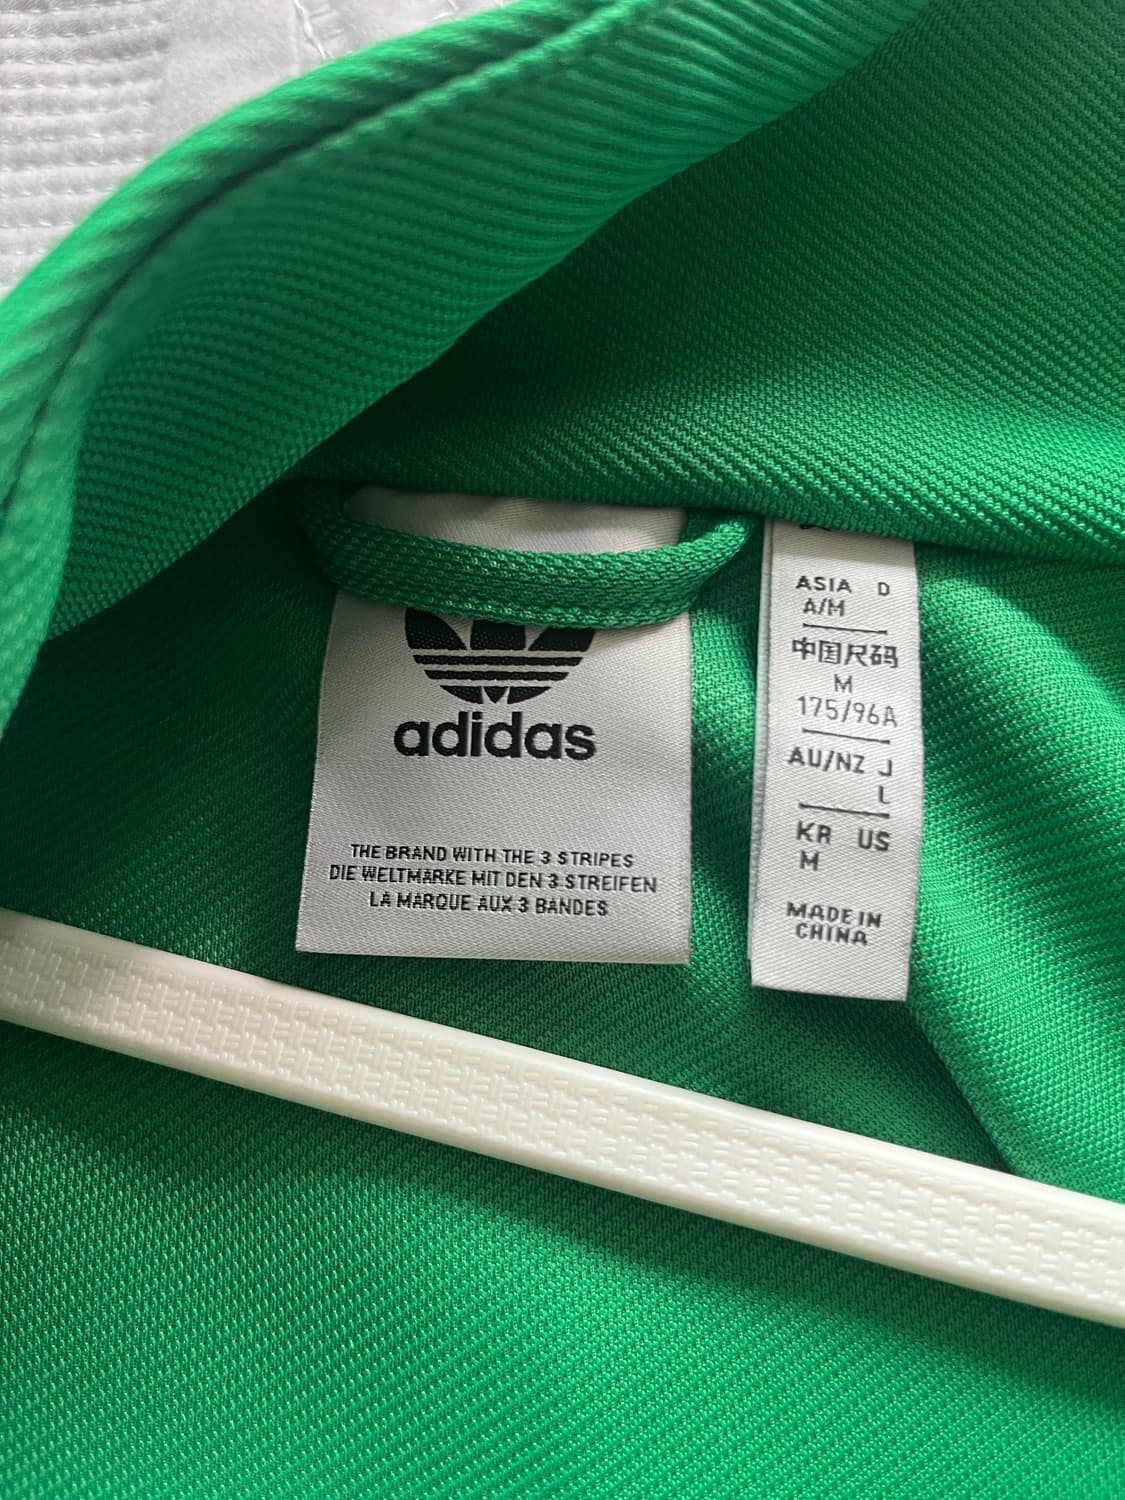 adidas
THE BRAND WITH THE 3 STRIPES
DIE WELTMARKE MIT DEN 3 STREIFEN
LA MARQUE AUX 3 BANDES
ASIA D
A/M
中国尺码
M
175/96A
AU/NZ J
L
KR US
M
MADE IN
CHINA